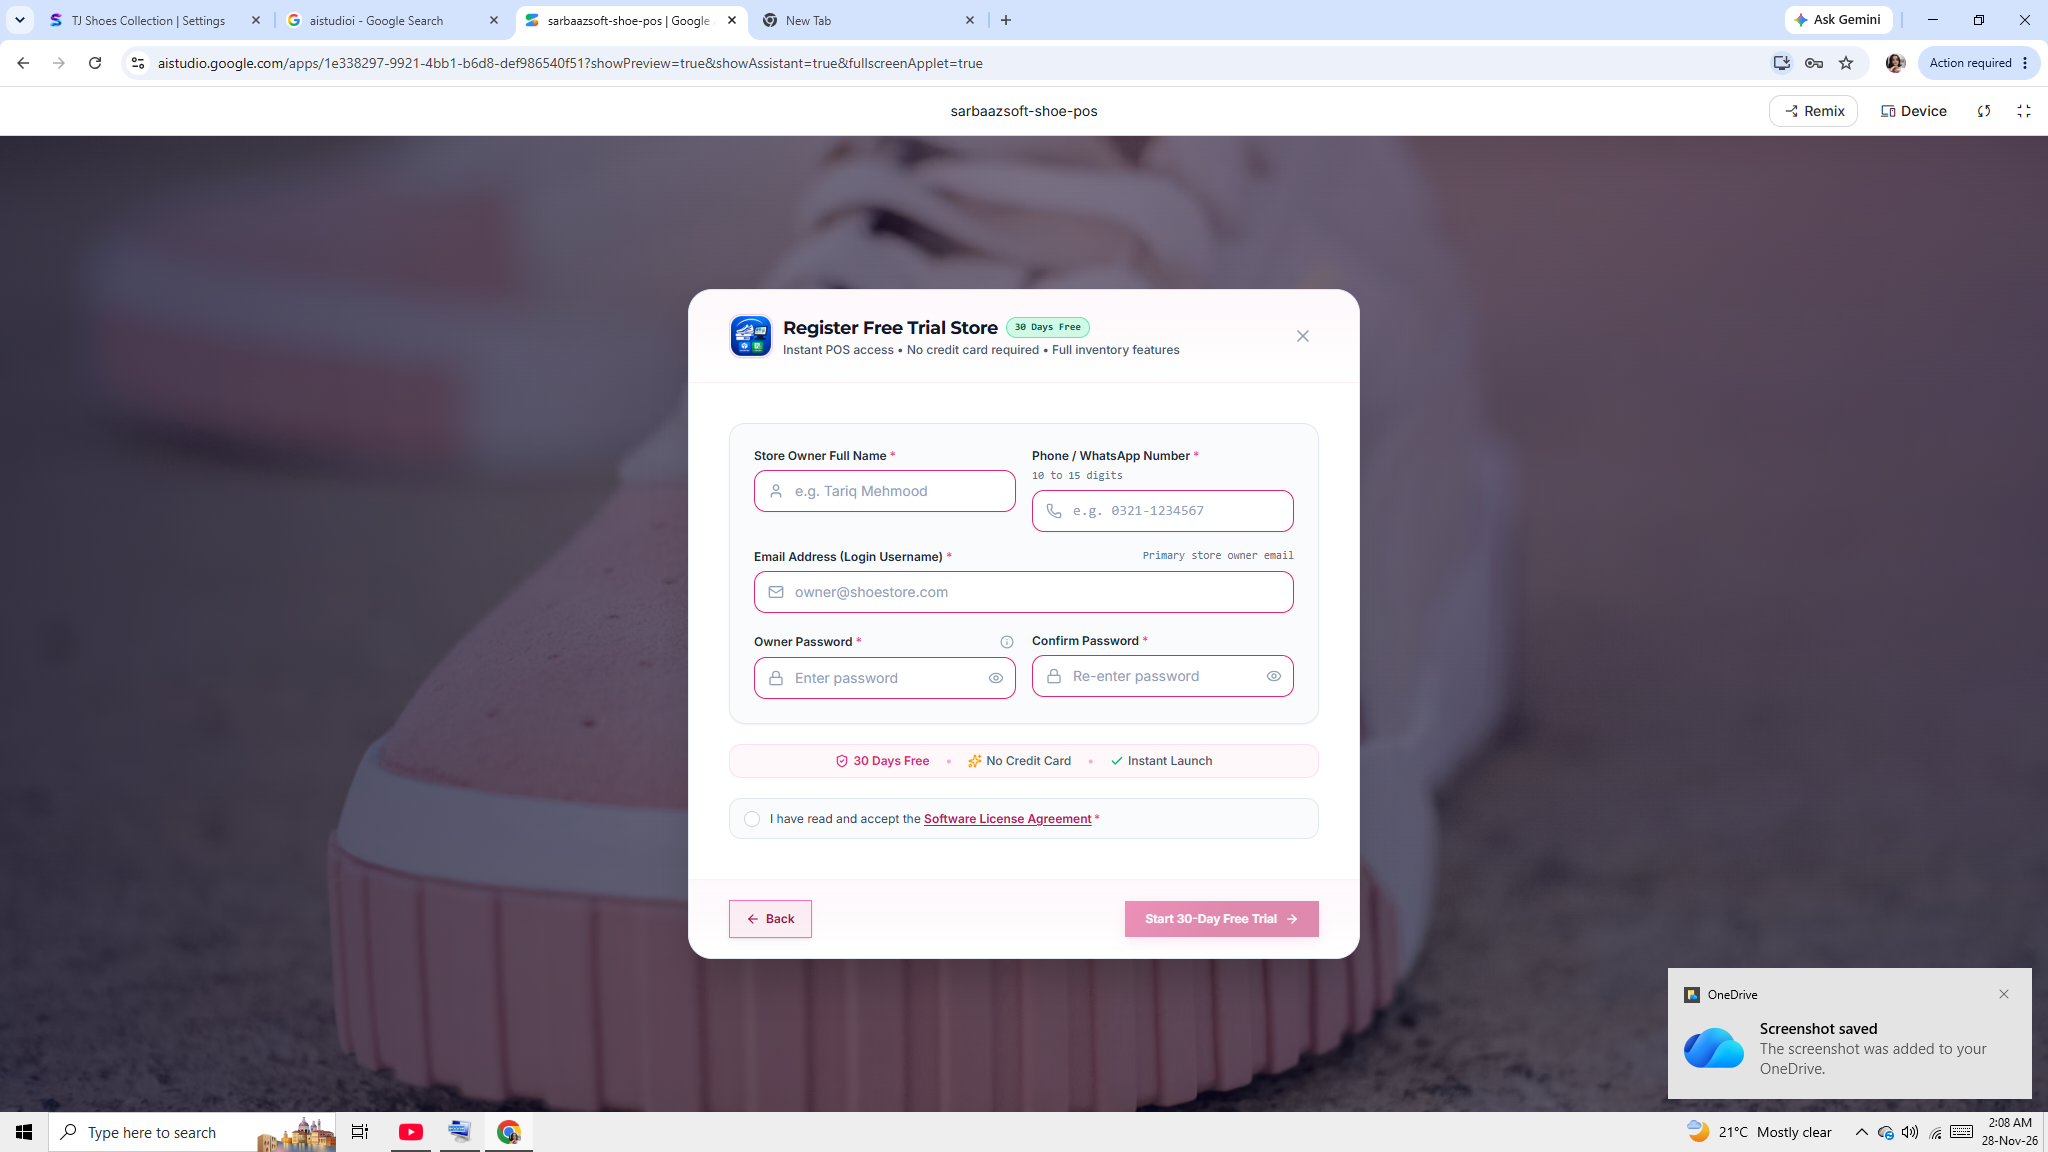 TJ Shoes Collection | Settings
aistudioi - Google Search
sarbaazsoft-shoe-pos | Google
New Tab
Ask Gemini
aistudio.google.com/apps/1e338297-9921-4bb1-b6d8-def986540f51?showPreview=true&showAssistant=true&fullscreenApplet=true
Action required
sarbaazsoft-shoe-pos
Remix
Device
Register Free Trial Store
30 Days Free
Instant POS access • No credit card required • Full inventory features
Store Owner Full Name *
e.g. Tariq Mehmood
Phone / WhatsApp Number *
10 to 15 digits
e.g. 0321-1234567
Email Address (Login Username) *
Primary store owner email
owner@shoestore.com
Owner Password *
Enter password
Confirm Password *
Re-enter password
30 Days Free • No Credit Card • Instant Launch
I have read and accept the Software License Agreement *
Back
Start 30-Day Free Trial
OneDrive
Screenshot saved
The screenshot was added to your
OneDrive.
Type here to search
21°C Mostly clear
2:08 AM
28-Nov-26